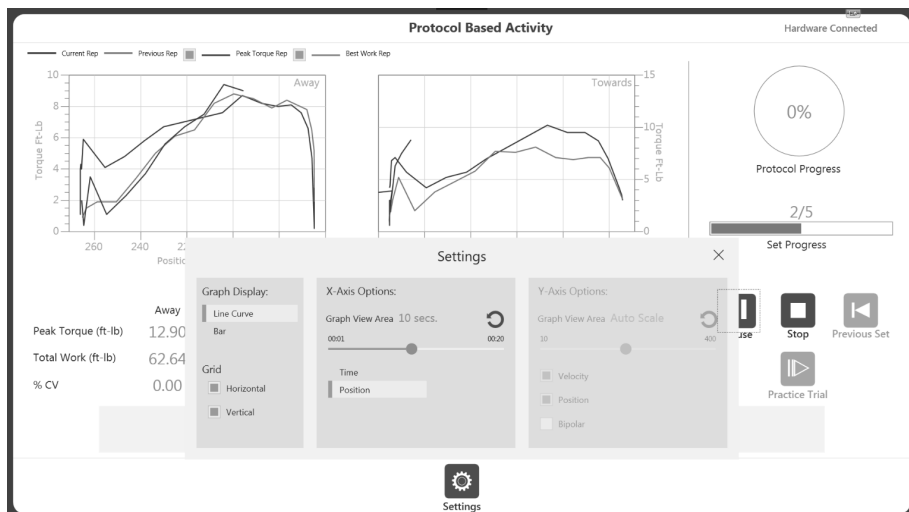 Protocol Based Activity
Hardware Connected
Current Rep Previous Rep Peak Torque Rep Best Work Rep
Away
Towards
10
8
6
4
2
0
Torque Ft-Lb
260 240
15
10
5
0
Torque Ft-Lb
0%
Protocol Progress
2/5
Set Progress
Away
Peak Torque (ft-lb) 12.90
Total Work (ft-lb) 62.64
% CV 0.00
Settings
Graph Display:
Line Curve
Bar
Grid
Horizontal
Vertical
X-Axis Options:
Graph View Area 10 secs.
00:01 00:20
Time
Position
Y-Axis Options:
Graph View Area Auto Scale
10 400
Velocity
Position
Bipolar
Stop
Previous Set
Practice Trial
Settings